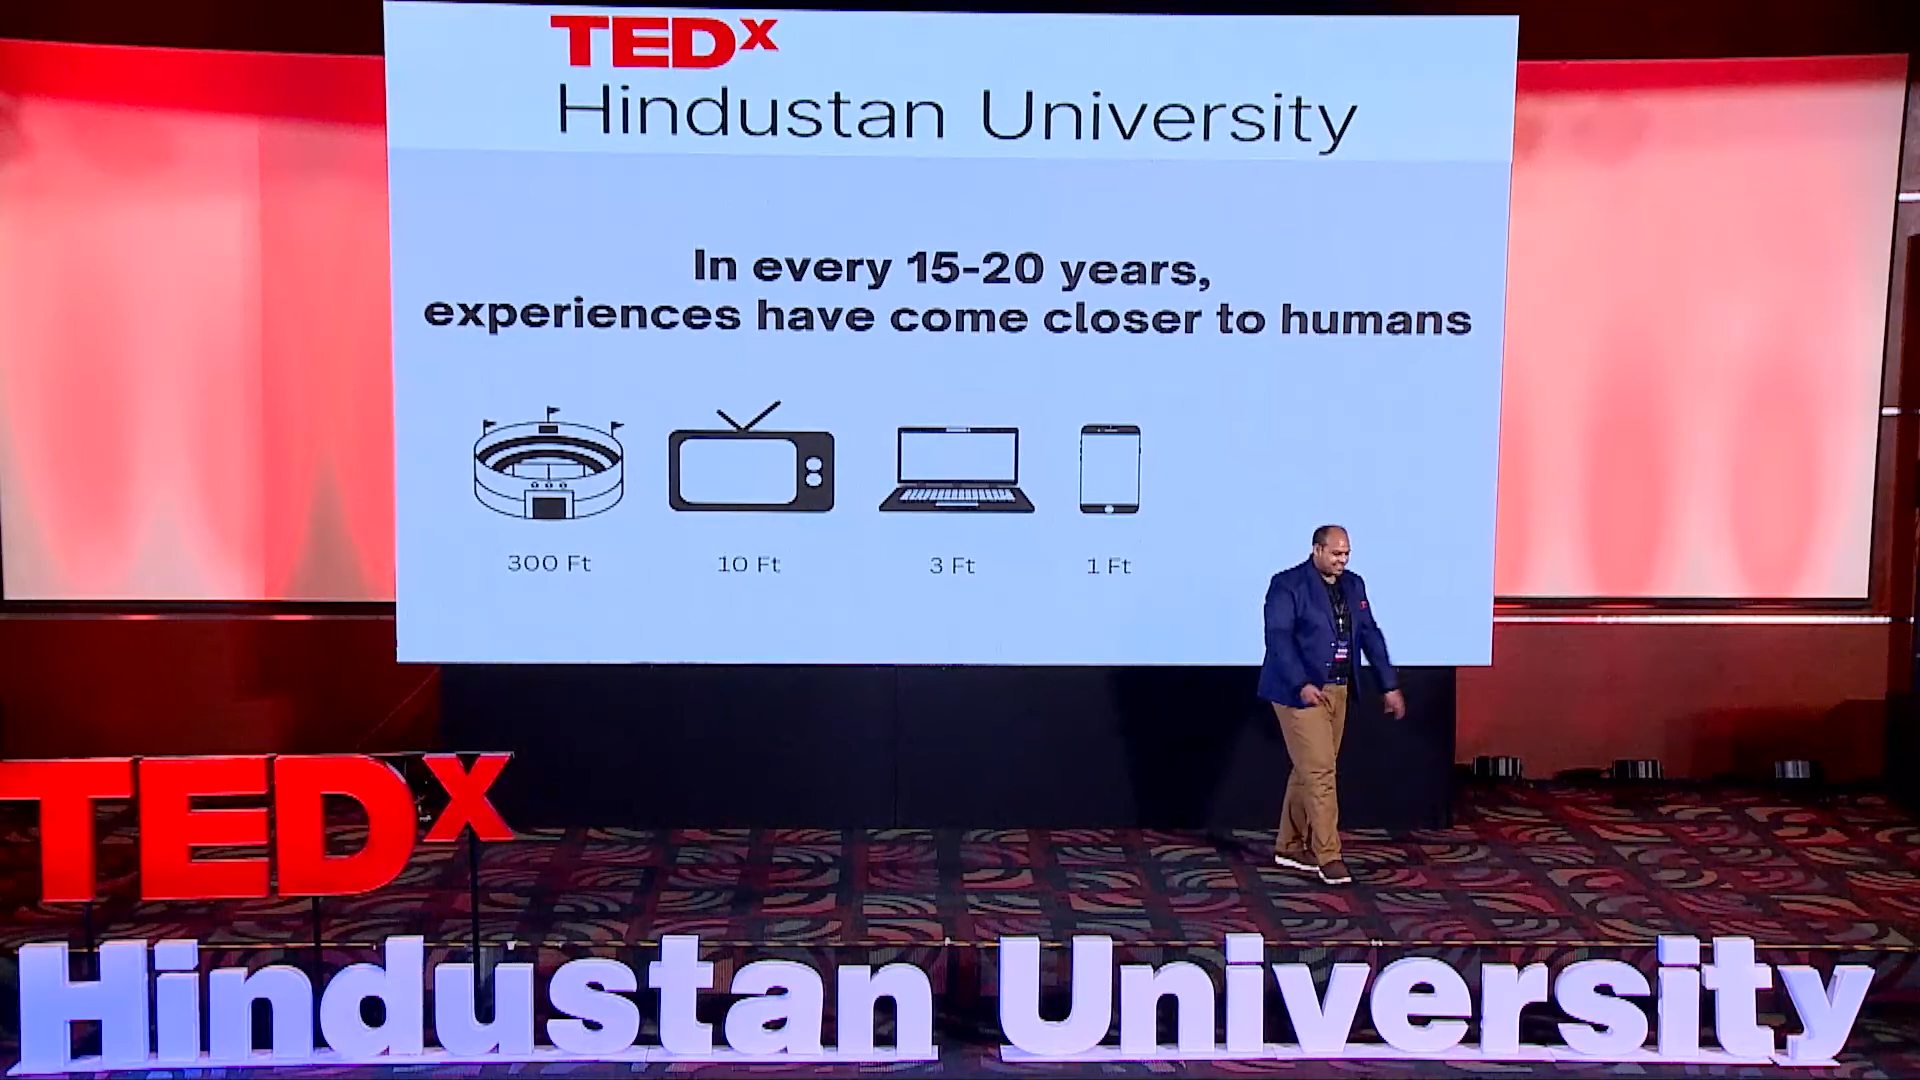 TEDx
Hindustan University
In every 15-20 years,
experiences have come closer to humans
300 Ft
10 Ft
3 Ft
1 Ft
TEDx
Hindustan University